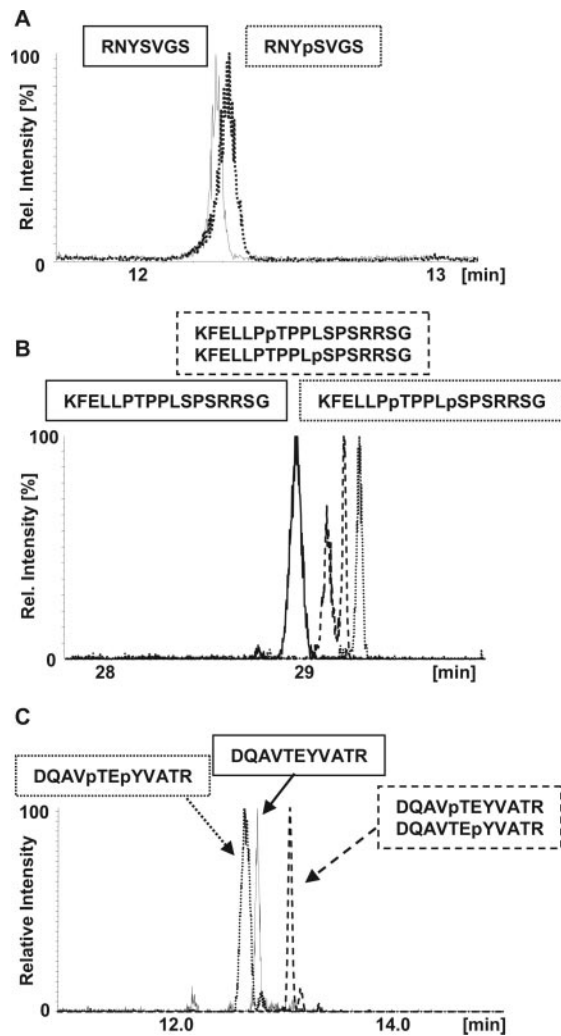 A
RNYSVGS
RNYpSVGS
100
Rel. Intensity [%]
0
12
13
[min]
KFELLPpTPPLSPSRRSG
KFELLPTPPLpSPSRRSG
B
KFELLPTPPLSPSRRSG
KFELLPpTPPLpSPSRRSG
100
Rel. Intensity [%]
0
28
29
[min]
C
DQAVTEYVATR
DQAVpTEpYVATR
DQAVpTEYVATR
DQAVTEpYVATR
100
Relative Intensity
0
12.0
14.0
[min]